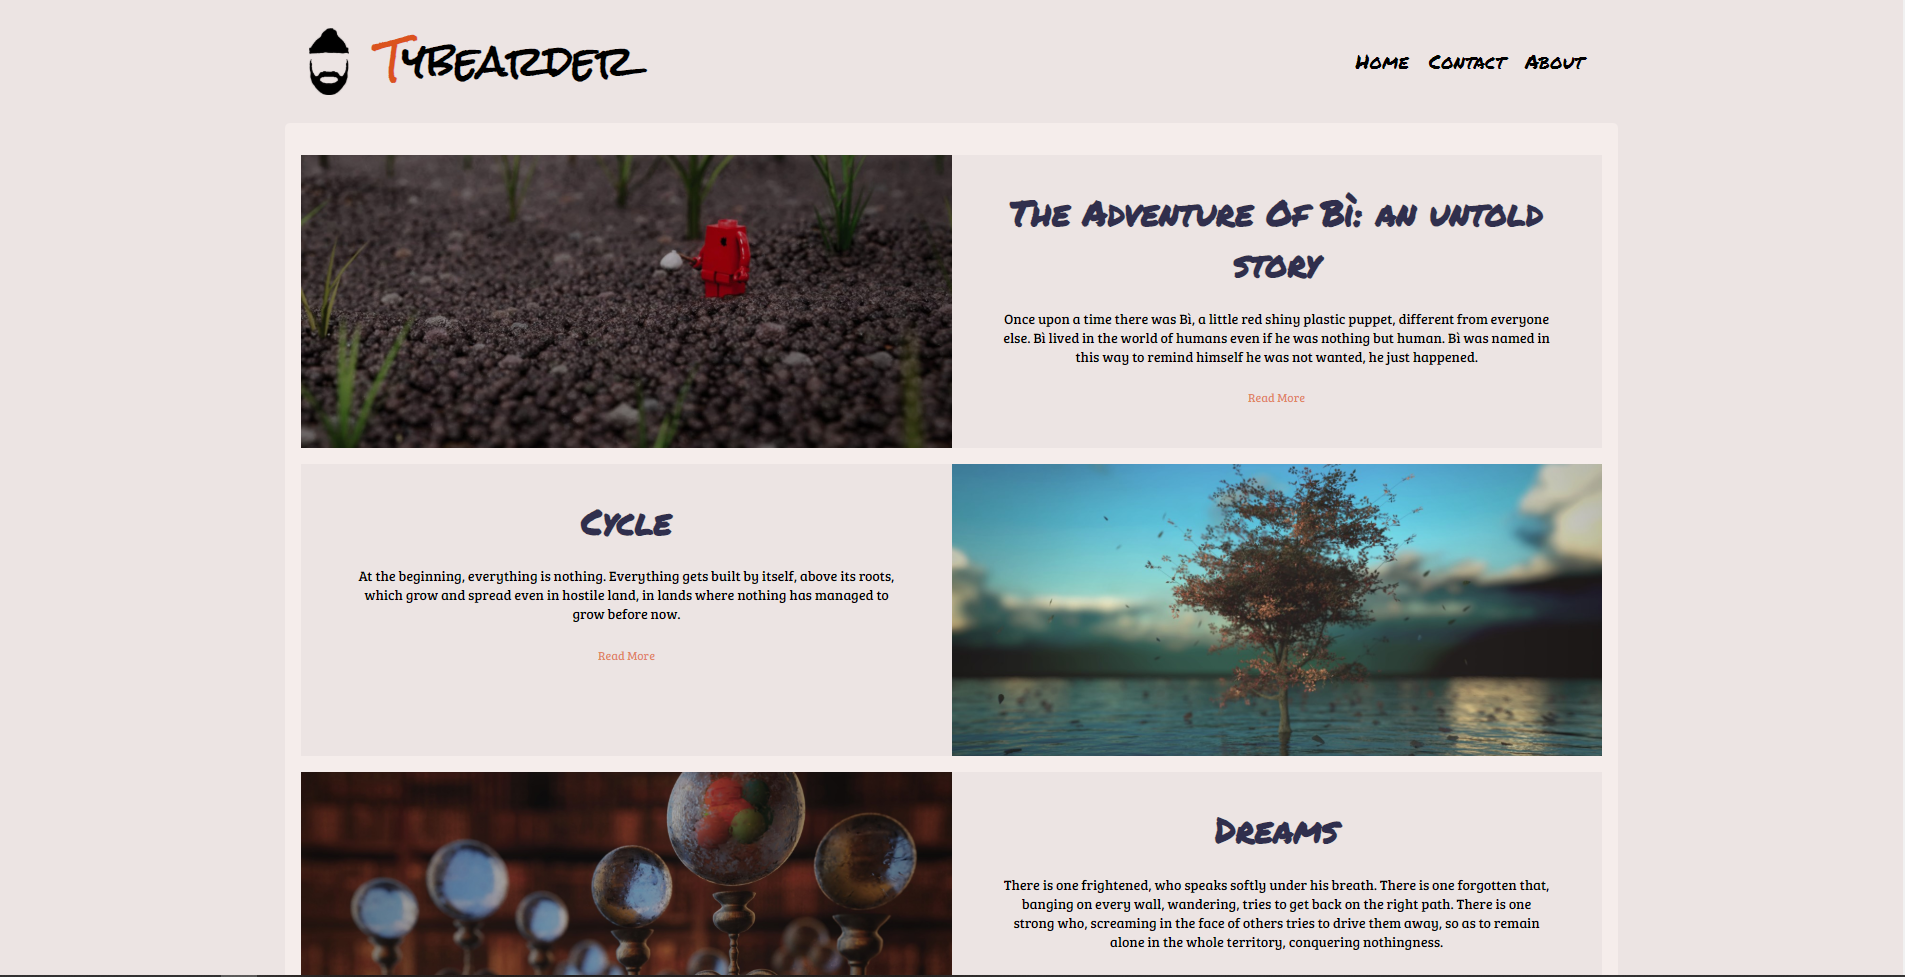 Tybearder
Home Contact About
The Adventure Of Bì: an untold
story
Once upon a time there was Bì, a little red shiny plastic puppet, different from everyone
else. Bì lived in the world of humans even if he was nothing but human. Bì was named in
this way to remind himself he was not wanted, he just happened.
Read More
Cycle
At the beginning, everything is nothing. Everything gets built by itself, above its roots,
which grow and spread even in hostile land, in lands where nothing has managed to
grow before now.
Read More
Dreams
There is one frightened, who speaks softly under his breath. There is one forgotten that,
banging on every wall, wandering, tries to get back on the right path. There is one
strong who, screaming in the face of others tries to drive them away, so as to remain
alone in the whole territory, conquering nothingness.